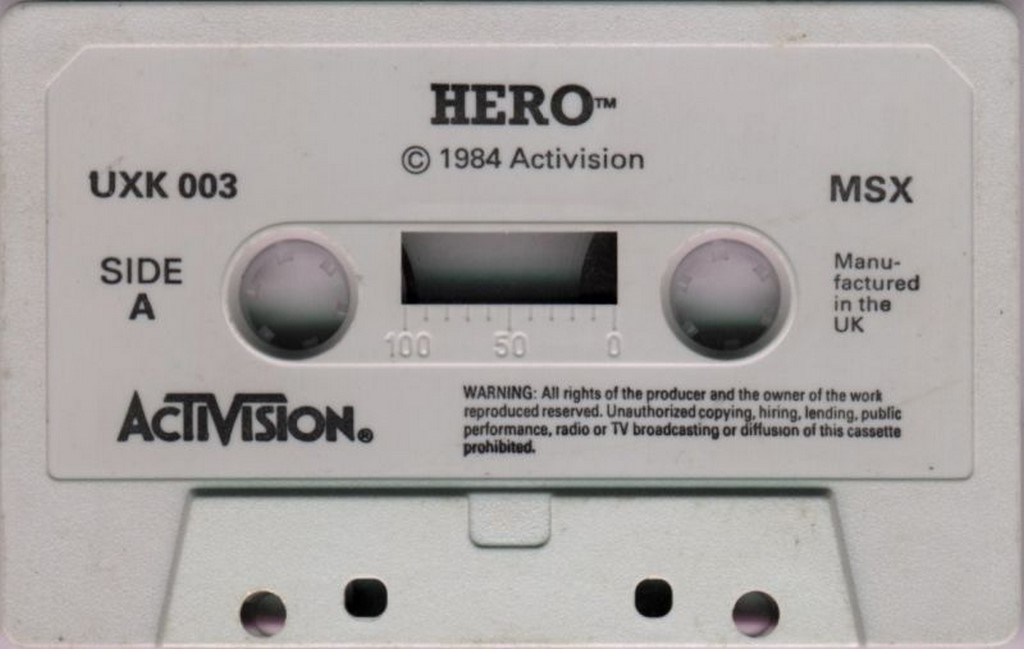 HERO™
© 1984 Activision
UXK 003
MSX
SIDE
A
Manu-
factured
in the
UK
100 50 0
ACTIVISION®
WARNING: All rights of the producer and the owner of the work
reproduced reserved. Unauthorized copying, hiring, lending, public
performance, radio or TV broadcasting or diffusion of this cassette
prohibited.